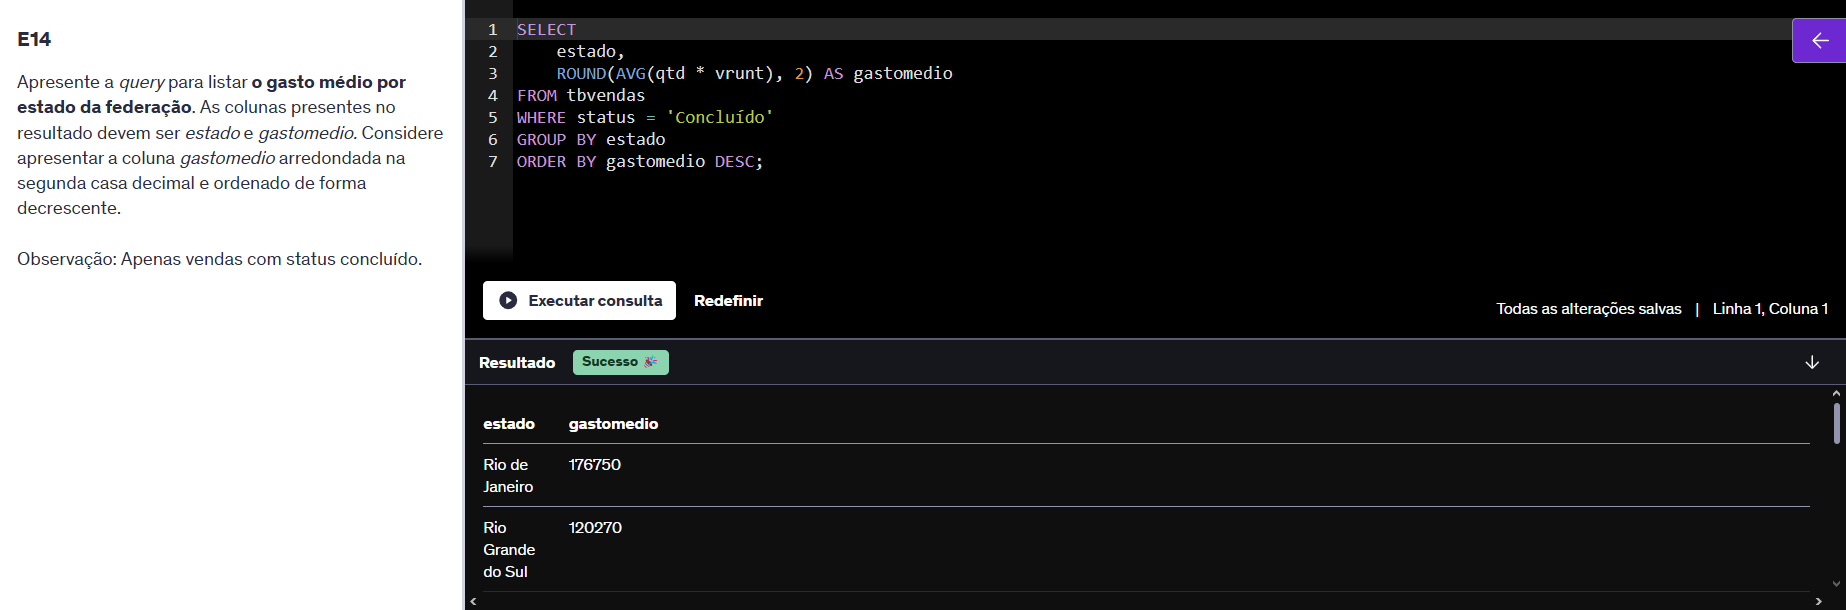 E14
Apresente a query para listar o gasto médio por
estado da federação. As colunas presentes no
resultado devem ser estado e gastomedio. Considere
apresentar a coluna gastomedio arredondada na
segunda casa decimal e ordenado de forma
decrescente.
Observação: Apenas vendas com status concluído.
1 SELECT
2     estado,
3     ROUND(AVG(qtd * vrunt), 2) AS gastomedio
4 FROM tbvendas
5 WHERE status = 'Concluído'
6 GROUP BY estado
7 ORDER BY gastomedio DESC;
Executar consulta Redefinir
Todas as alterações salvas | Linha 1, Coluna 1
Resultado Sucesso 🎉
estado gastomedio
Rio de 176750
Janeiro
Rio 120270
Grande
do Sul